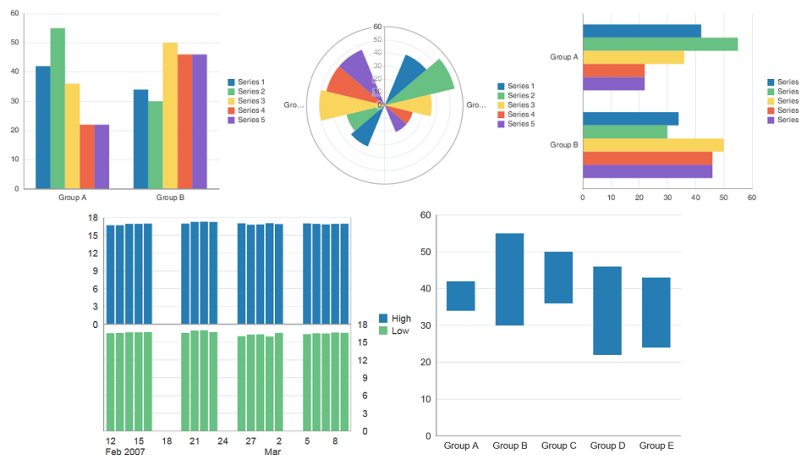 60
50
40
30
20
10
0
Group A
Group B
Series 1
Series 2
Series 3
Series 4
Series 5
60
50
40
30
20
10
0
Gro...
Gro...
Series 1
Series 2
Series 3
Series 4
Series 5
Group A
Group B
0 10 20 30 40 50 60
Series
Series
Series
Series
Series
18
15
12
9
6
3
0
High
Low
18
15
12
9
6
3
0
12 15 18 21 24 27 2 5 8
Feb 2007 Mar
60
50
40
30
20
10
0
Group A Group B Group C Group D Group E